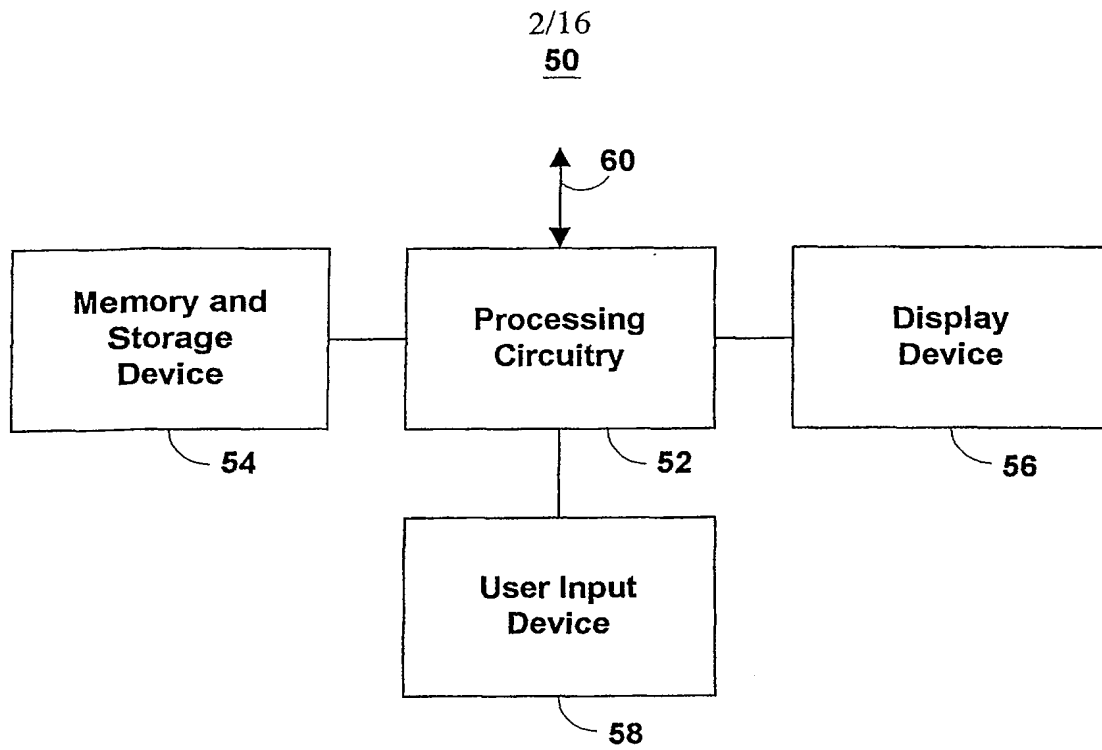 2/16
50
60
Memory and
Storage
Device
54
Processing
Circuitry
52
Display
Device
56
User Input
Device
58